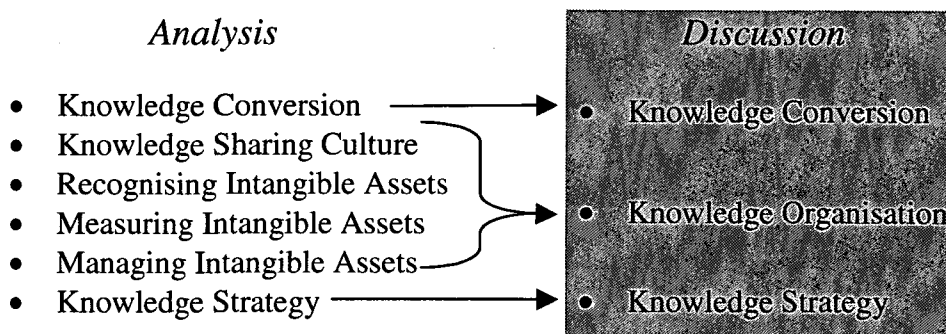 Analysis
• Knowledge Conversion
• Knowledge Sharing Culture
• Recognising Intangible Assets
• Measuring Intangible Assets
• Managing Intangible Assets
• Knowledge Strategy
Discussion
• Knowledge Conversion
• Knowledge Organisation
• Knowledge Strategy